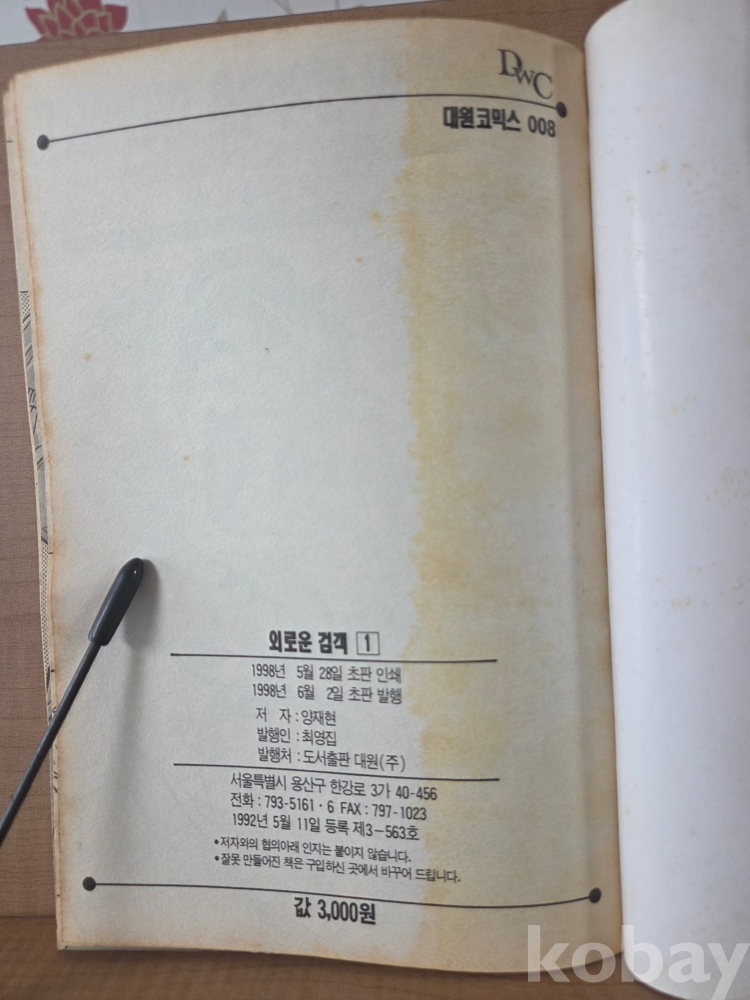 DWC
대원코믹스 008
외로운 검객 1
1998년 5월 28일 초판 인쇄
1998년 6월 2일 초판 발행
저 자 : 양재현
발행인 : 최영집
발행처 : 도서출판 대원(주)
서울특별시 용산구 한강로 3가 40-456
전화 : 793-5161·6 FAX : 797-1023
1992년 5월 11일 등록 제3-563호
•저자와의 협의아래 인지는 붙이지 않습니다.
•잘못 만들어진 책은 구입하신 곳에서 바꾸어 드립니다.
값 3,000원
kobay